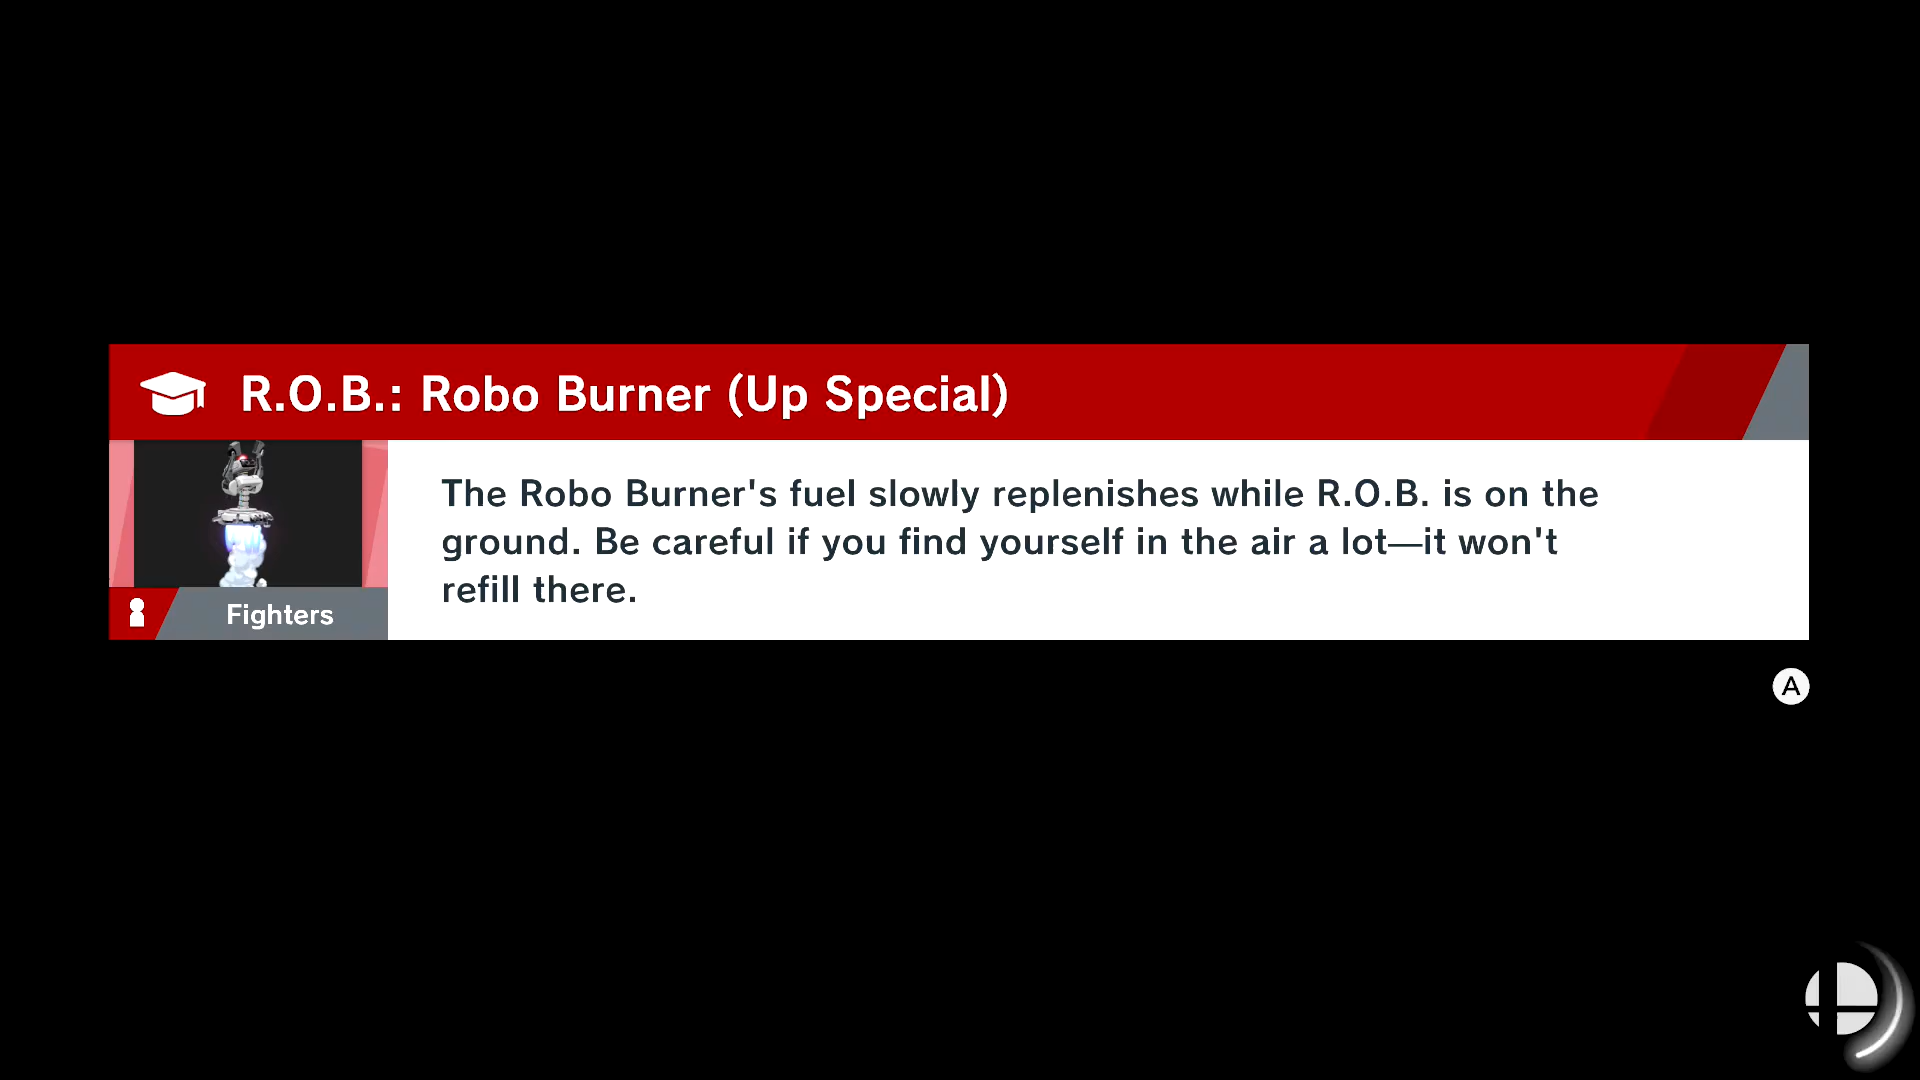 R.O.B.: Robo Burner (Up Special)
The Robo Burner's fuel slowly replenishes while R.O.B. is on the
ground. Be careful if you find yourself in the air a lot—it won't
refill there.
Fighters
A